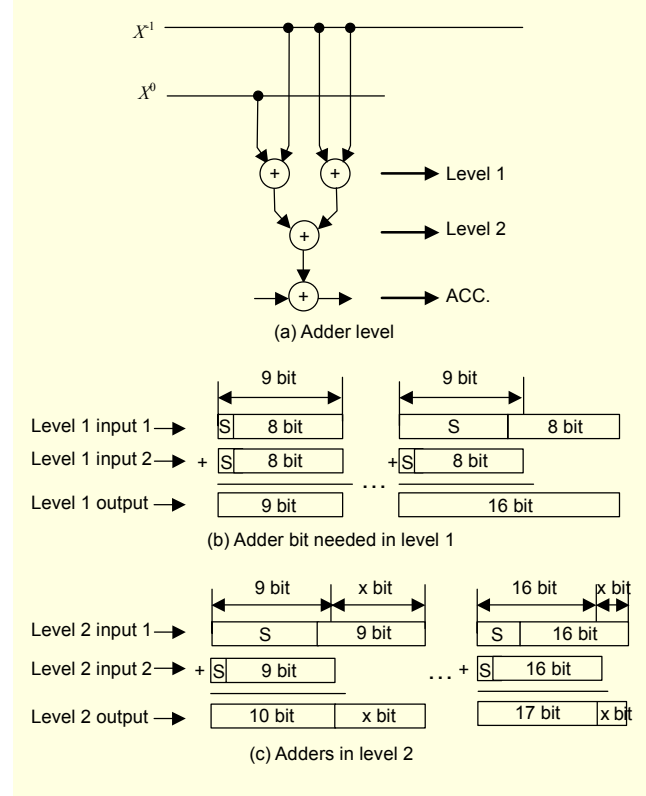 X⁻¹
X⁰
+ +
Level 1
+
Level 2
+
ACC.
(a) Adder level
9 bit 9 bit
Level 1 input 1 S 8 bit S 8 bit
Level 1 input 2 + S 8 bit + S 8 bit
...
Level 1 output 9 bit 16 bit
(b) Adder bit needed in level 1
9 bit x bit 16 bit x bit
Level 2 input 1 S 9 bit S 16 bit
Level 2 input 2 + S 9 bit ... + S 16 bit
Level 2 output 10 bit x bit 17 bit x bit
(c) Adders in level 2